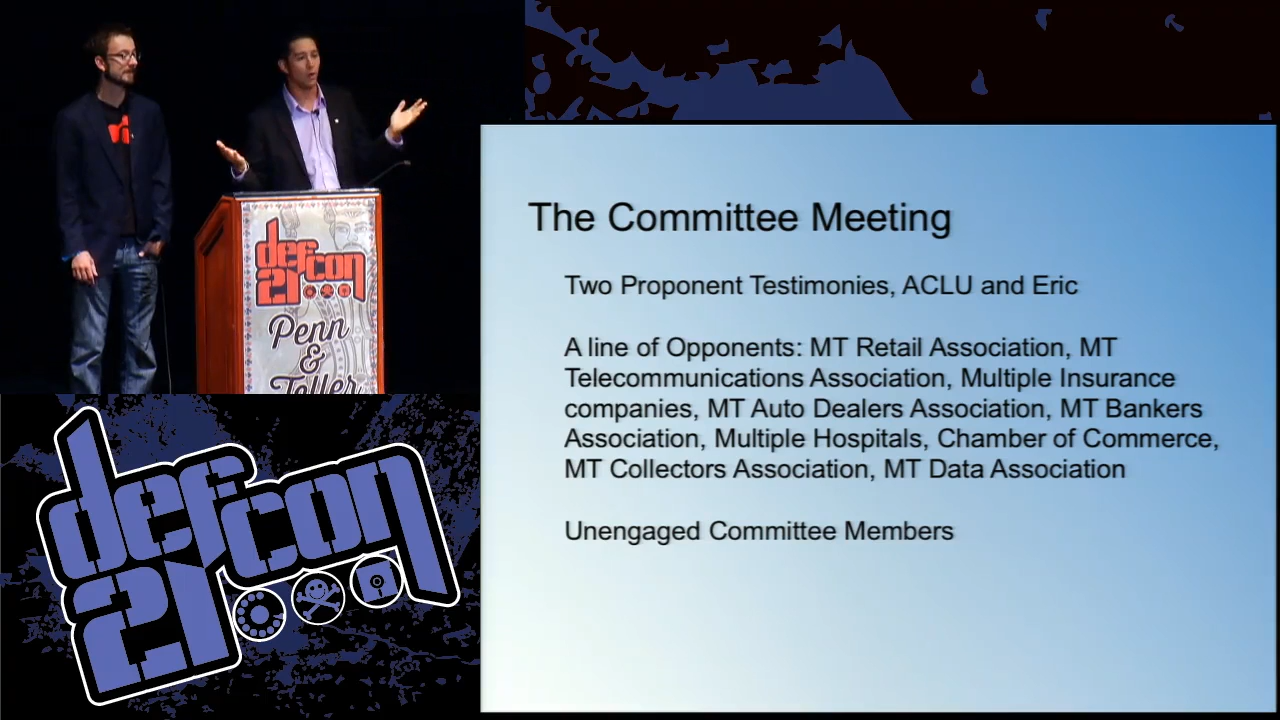 defcon
21
Penn
&
Teller
The Committee Meeting
Two Proponent Testimonies, ACLU and Eric
A line of Opponents: MT Retail Association, MT
Telecommunications Association, Multiple Insurance
companies, MT Auto Dealers Association, MT Bankers
Association, Multiple Hospitals, Chamber of Commerce,
MT Collectors Association, MT Data Association
Unengaged Committee Members
defcon
21